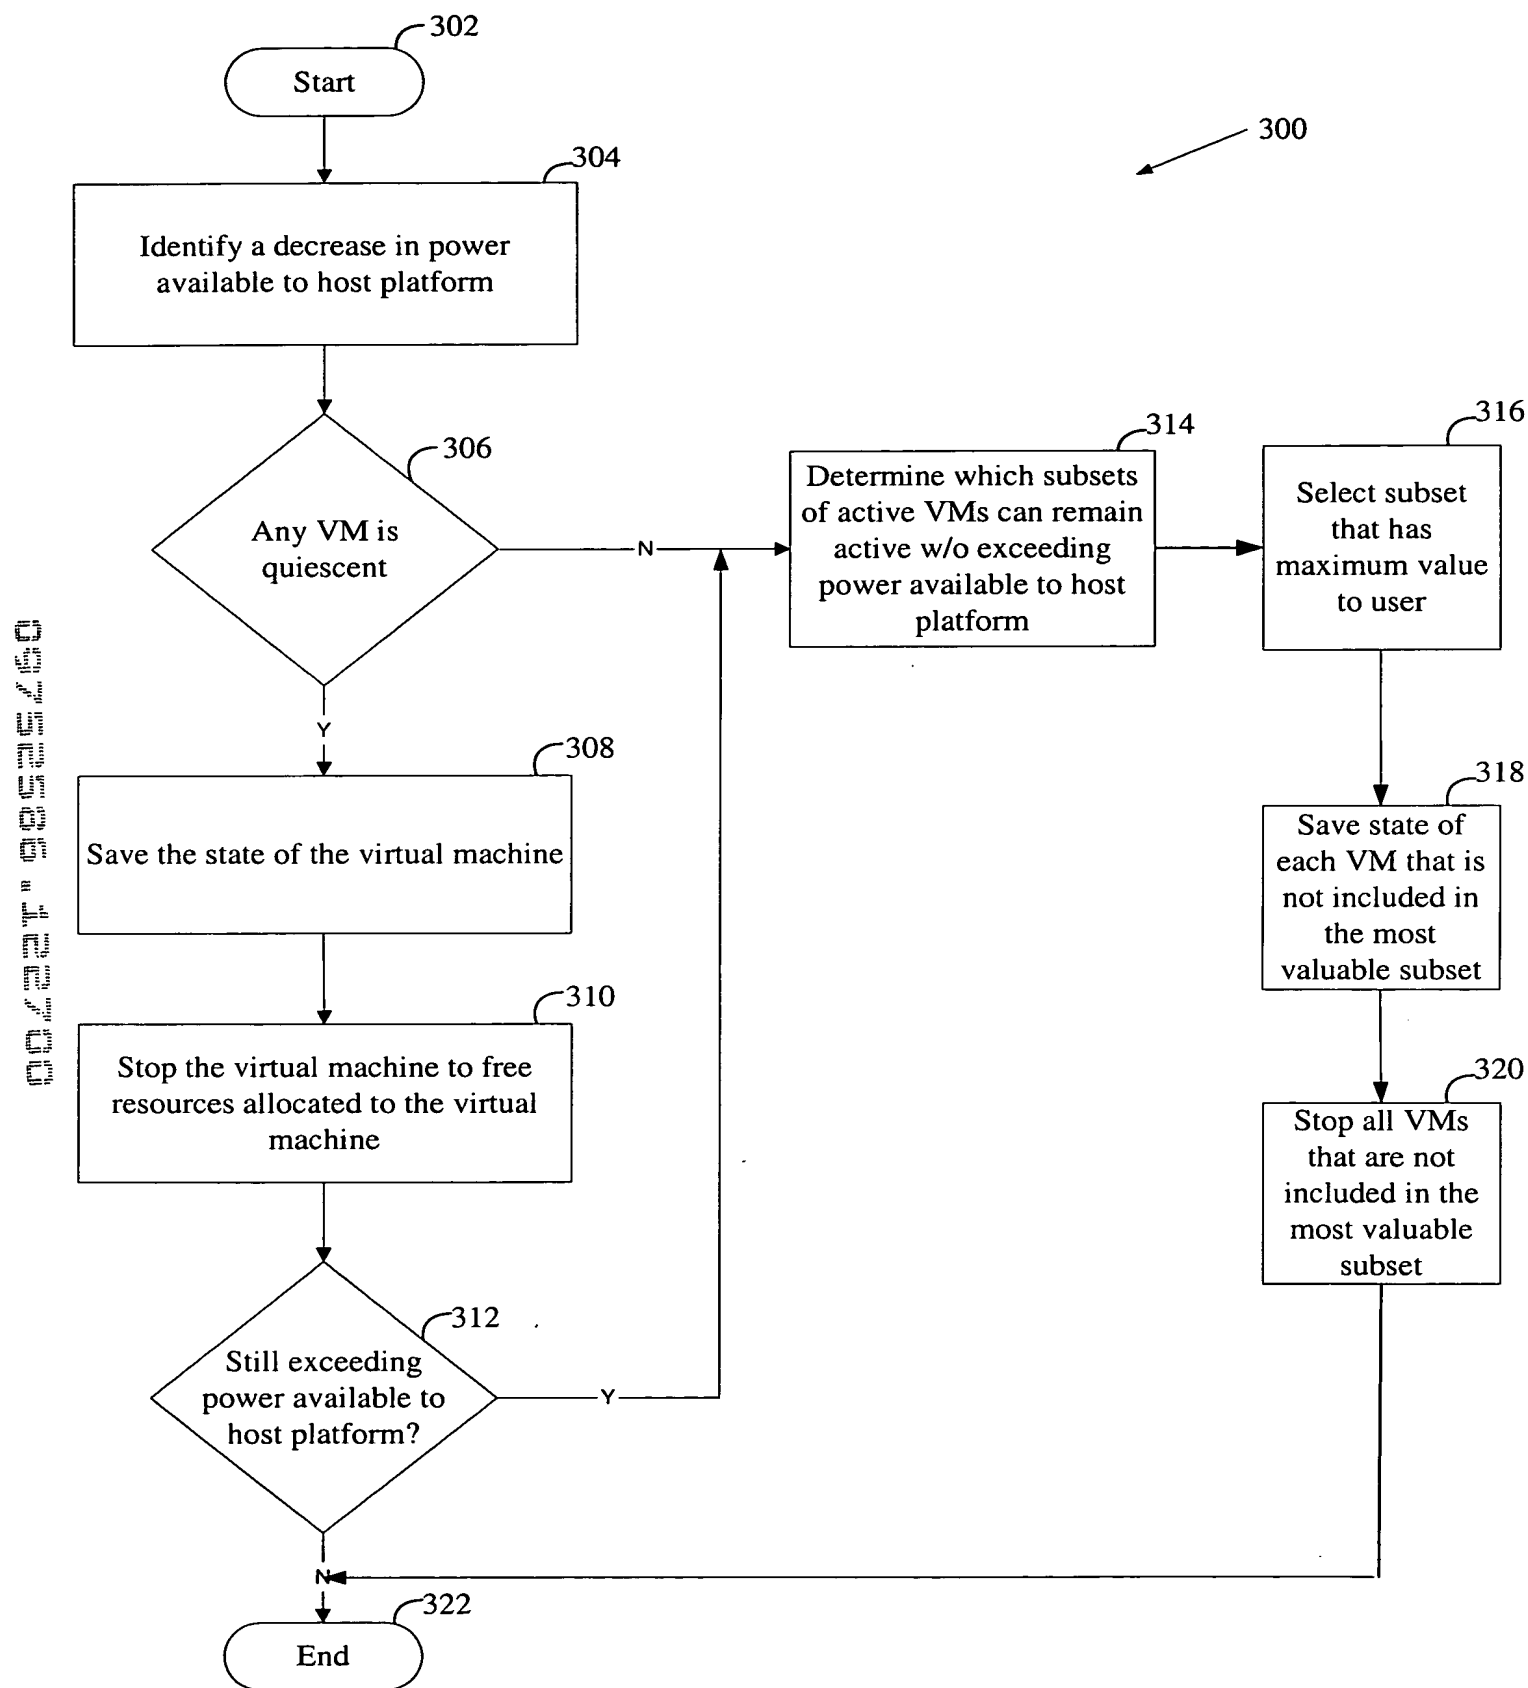 302
Start
300
304
Identify a decrease in power
available to host platform
306
Any VM is
quiescent
N
Y
314
Determine which subsets
of active VMs can remain
active w/o exceeding
power available to host
platform
316
Select subset
that has
maximum value
to user
308
Save the state of the virtual machine
318
Save state of
each VM that is
not included in
the most
valuable subset
310
Stop the virtual machine to free
resources allocated to the virtual
machine
320
Stop all VMs
that are not
included in the
most valuable
subset
312
Still exceeding
power available to
host platform?
Y
N
322
End
09752586.122700